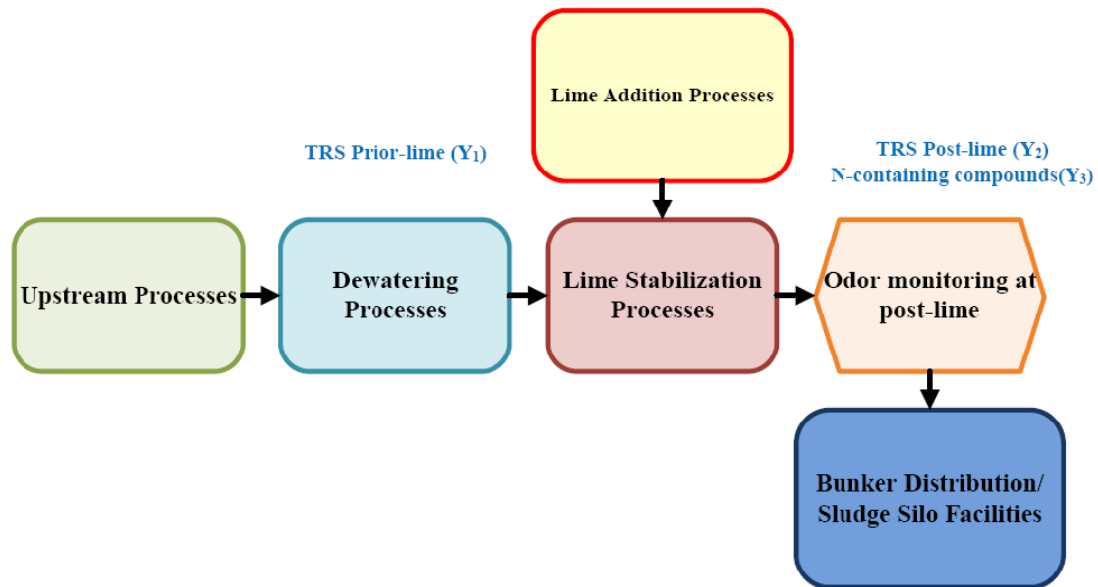 Lime Addition Processes
TRS Prior-lime (Y₁)
TRS Post-lime (Y₂)
N-containing compounds(Y₃)
Upstream Processes
Dewatering
Processes
Lime Stabilization
Processes
Odor monitoring at
post-lime
Bunker Distribution/
Sludge Silo Facilities